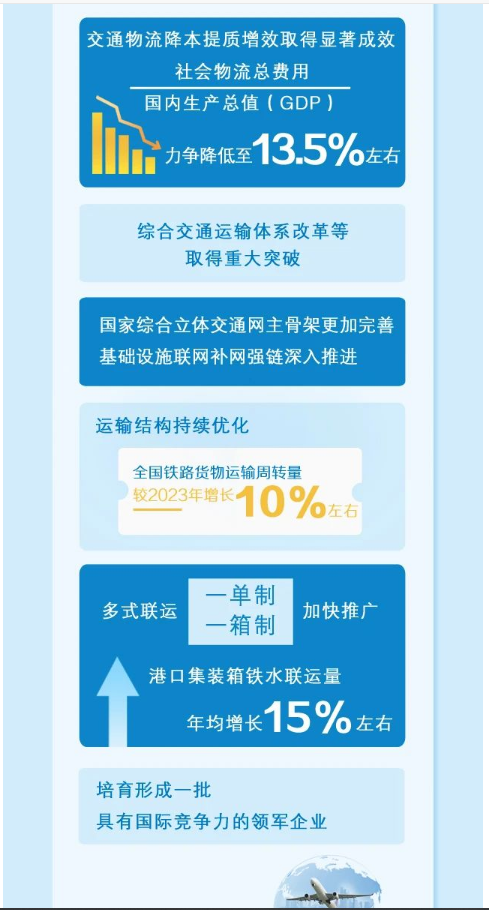 交通物流降本提质增效取得显著成效
社会物流总费用
国内生产总值（GDP）
力争降低至13.5%左右
综合交通运输体系改革等
取得重大突破
国家综合立体交通网主骨架更加完善
基础设施联网补网强链深入推进
运输结构持续优化
全国铁路货物运输周转量
较2023年增长10%左右
多式联运 一单制 加快推广
一箱制
港口集装箱铁水联运量
年均增长15%左右
培育形成一批
具有国际竞争力的领军企业